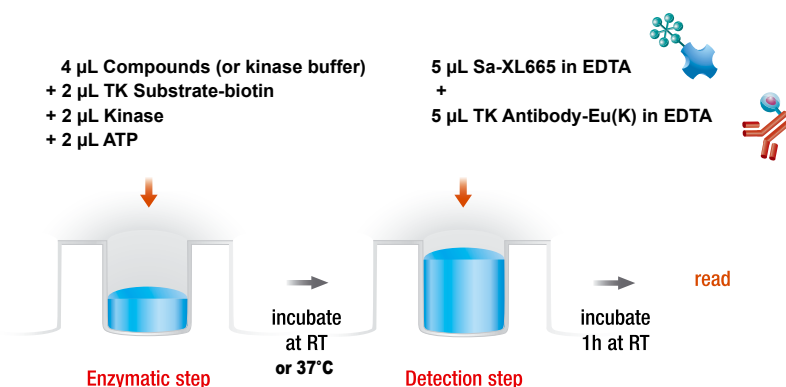 4 µL Compounds (or kinase buffer)
+ 2 µL TK Substrate-biotin
+ 2 µL Kinase
+ 2 µL ATP
5 µL Sa-XL665 in EDTA
+
5 µL TK Antibody-Eu(K) in EDTA
incubate
at RT
or 37°C
incubate
1h at RT
read
Enzymatic step
Detection step